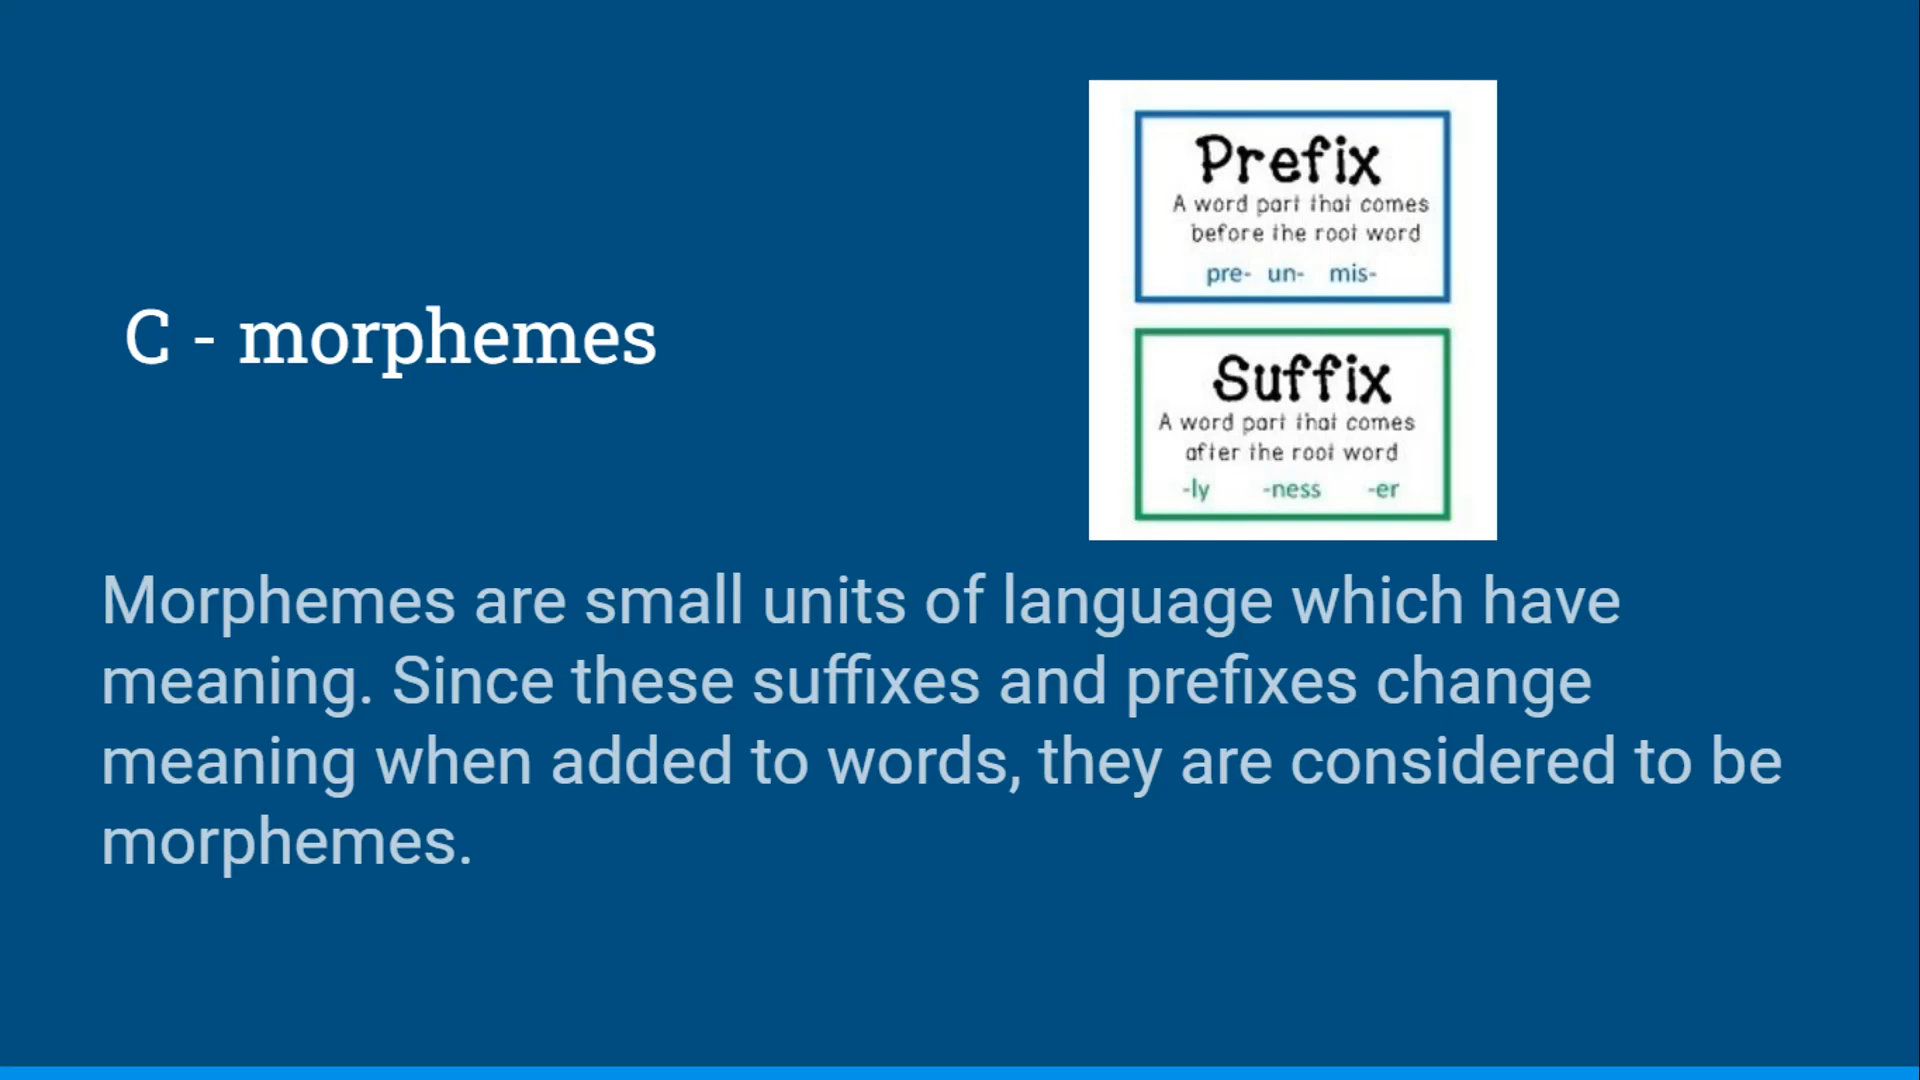 C - morphemes
Prefix
A word part that comes
before the root word
pre- un- mis-
Suffix
A word part that comes
after the root word
-ly -ness -er
Morphemes are small units of language which have
meaning. Since these suffixes and prefixes change
meaning when added to words, they are considered to be
morphemes.